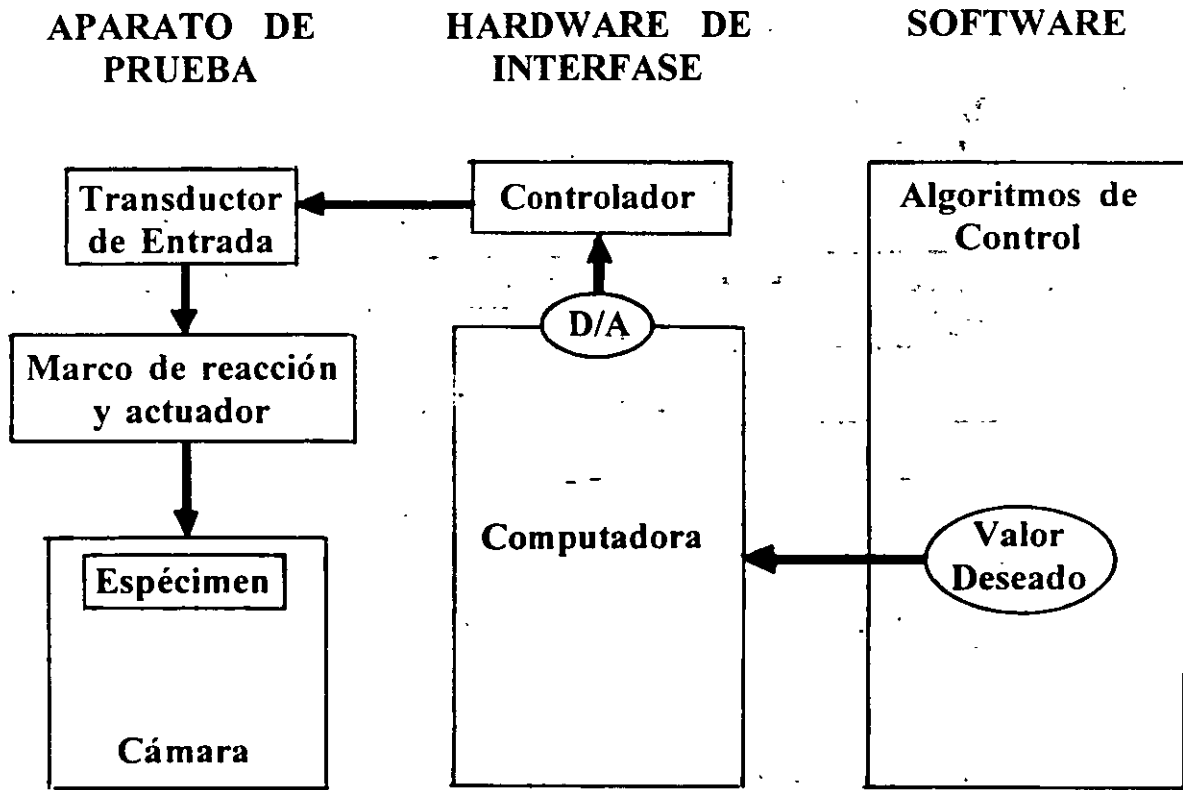 APARATO DE
PRUEBA
HARDWARE DE
INTERFASE
SOFTWARE
Transductor
de Entrada
Controlador
Algoritmos de
Control
D/A
Marco de reacción
y actuador
Computadora
Valor
Deseado
Espécimen
Cámara